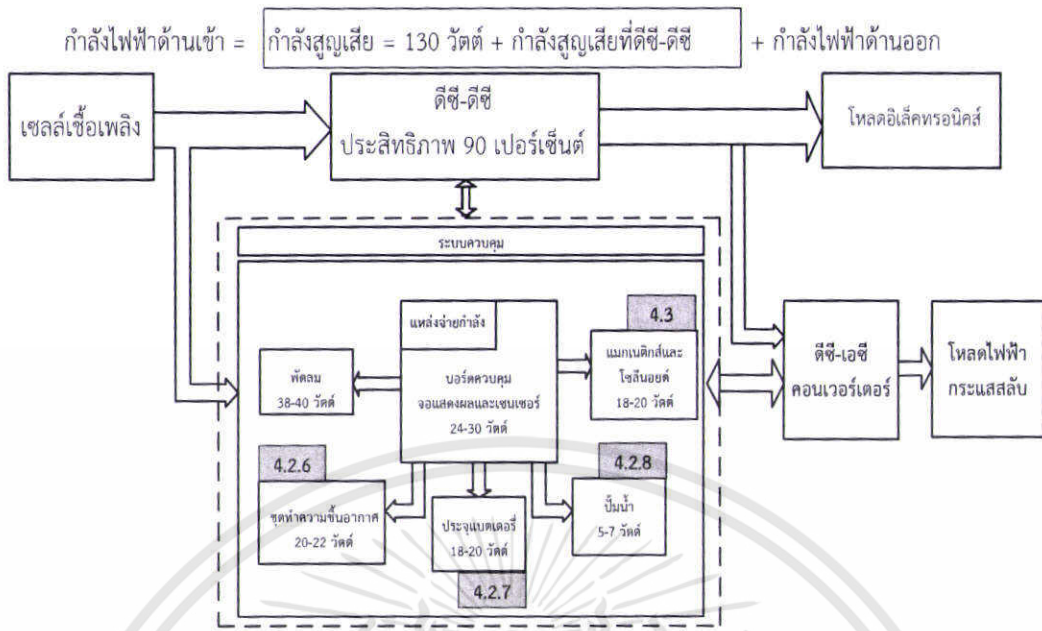 กำลังไฟฟ้าด้านเข้า = กำลังสูญเสีย = 130 วัตต์ + กำลังสูญเสียที่ดีซี-ดีซี + กำลังไฟฟ้าด้านออก
เซลล์เชื้อเพลิง
ดีซี-ดีซี
ประสิทธิภาพ 90 เปอร์เซ็นต์
โหลดอิเล็คทรอนิคส์
ระบบควบคุม
แหล่งจ่ายกำลัง
บอร์ดควบคุม
จอแสดงผลและเซนเซอร์
24-30 วัตต์
พัดลม
38-40 วัตต์
4.3
แมกเนติกส์และ
โซลีนอยด์
18-20 วัตต์
ดีซี-เอซี
คอนเวอร์เตอร์
โหลดไฟฟ้า
กระแสสลับ
4.2.6
ชุดทำความชื้นอากาศ
20-22 วัตต์
ประจุแบตเตอรี่
18-20 วัตต์
4.2.7
4.2.8
ปั๊มน้ำ
5-7 วัตต์